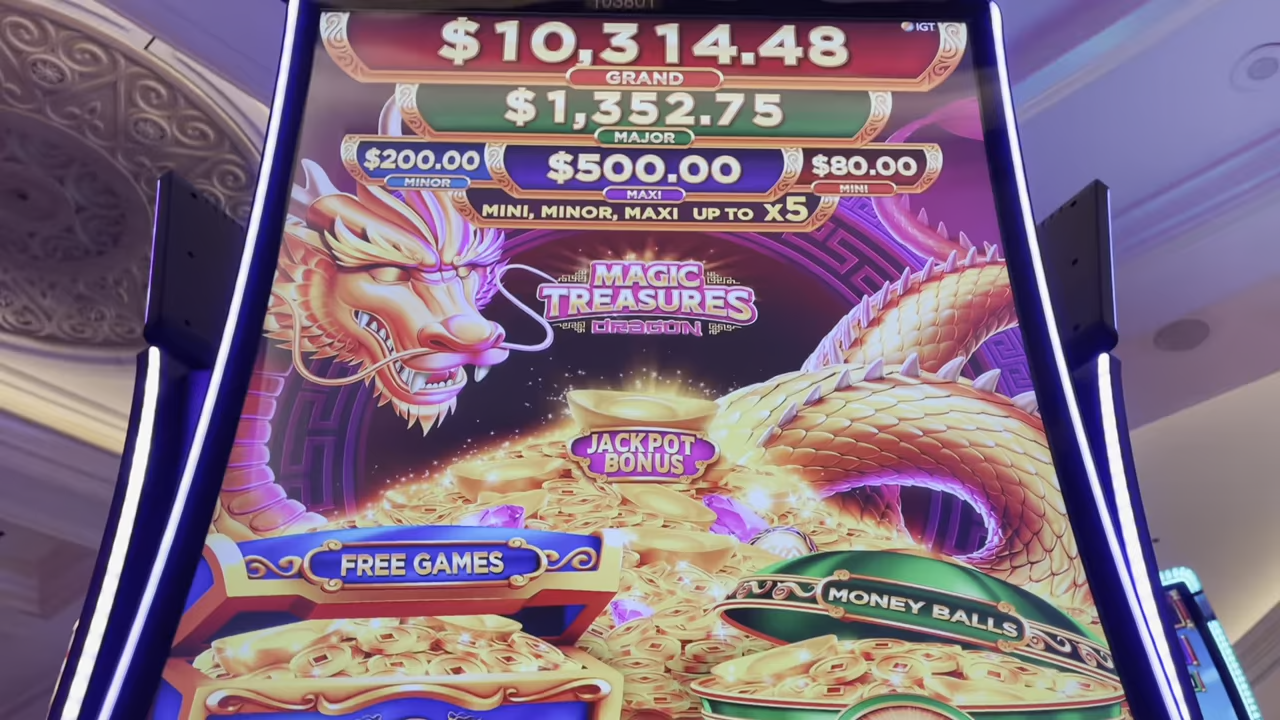 103801
IGT
$10,314.48
GRAND
$1,352.75
MAJOR
$200.00
MINOR
$500.00
MAXI
$80.00
MINI
MINI, MINOR, MAXI UP TO X5
MAGIC
TREASURES
DRAGON
JACKPOT
BONUS
FREE GAMES
MONEY BALLS